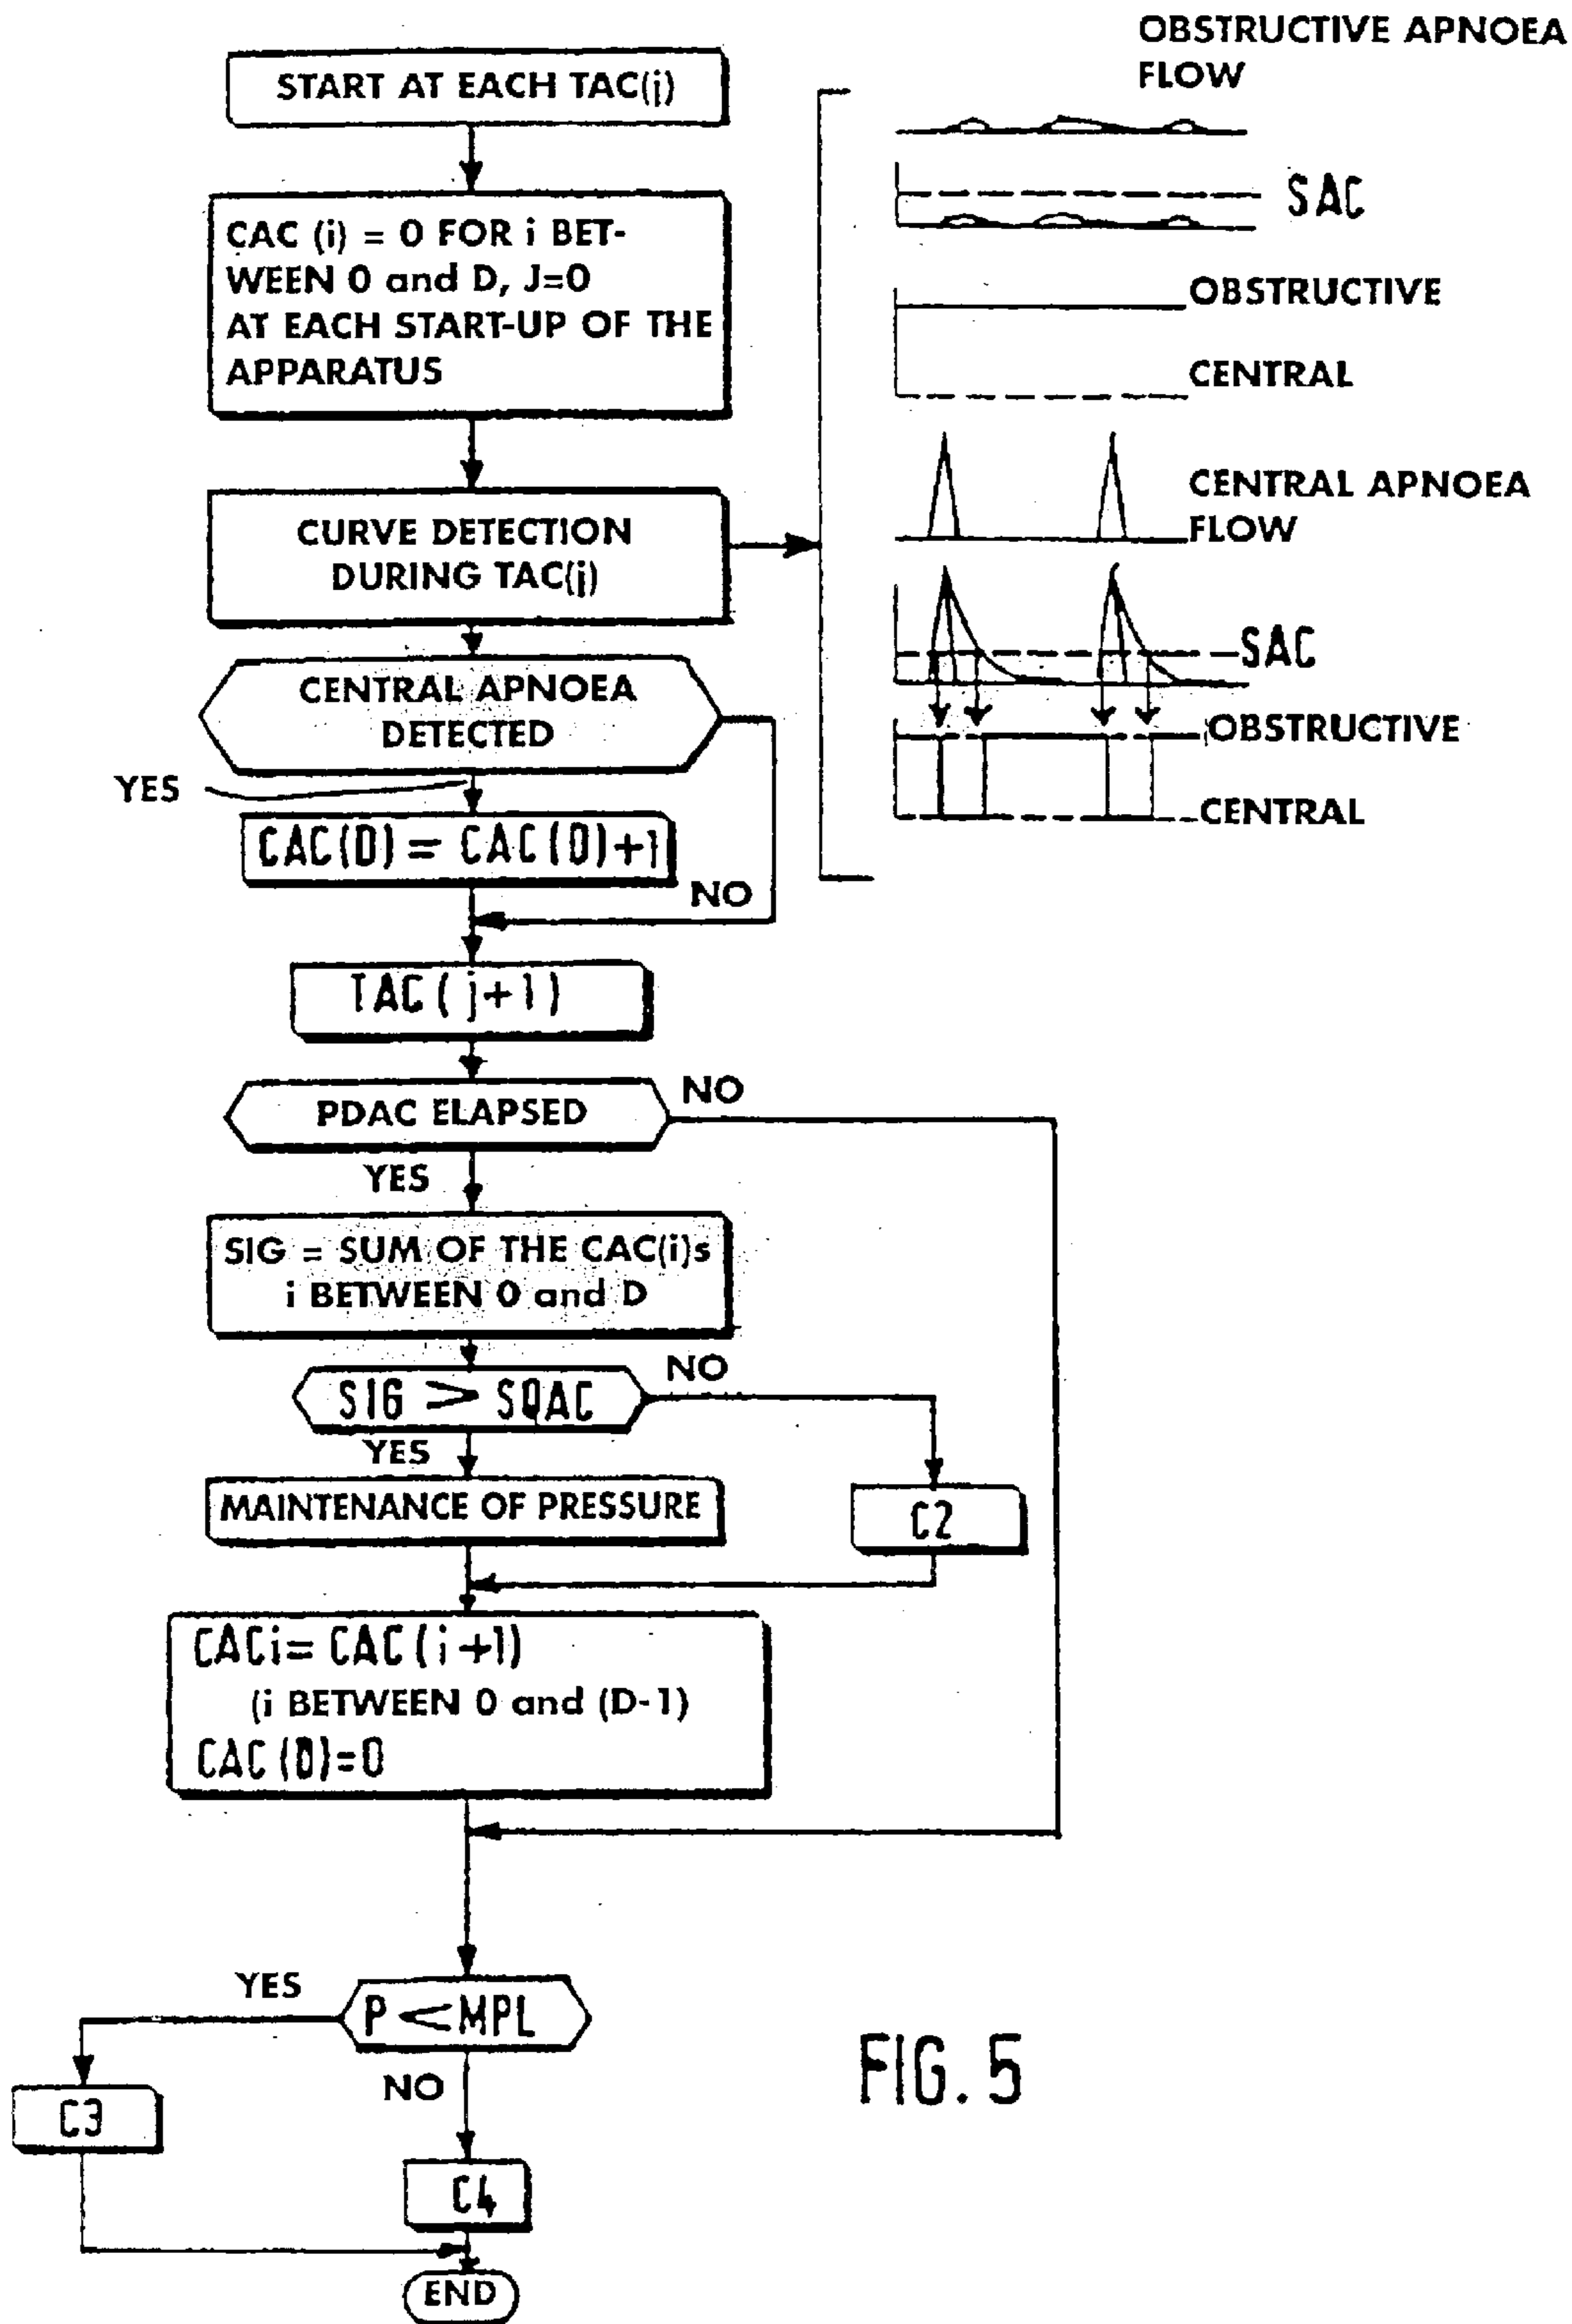 START AT EACH TAC(j)
CAC (i) = 0 FOR i BET-
WEEN 0 and D, J=0
AT EACH START-UP OF THE
APPARATUS
CURVE DETECTION
DURING TAC(j)
CENTRAL APNOEA
DETECTED
YES
CAC(D) = CAC(D)+1
NO
TAC(j+1)
PDAC ELAPSED
NO
YES
SIG = SUM OF THE CAC(i)s
i BETWEEN 0 and D
SIG > SQAC
NO
YES
MAINTENANCE OF PRESSURE
C2
CACi= CAC(i+1)
(i BETWEEN 0 and (D-1)
CAC(D)=0
YES
P < MPL
NO
C3
C4
END
OBSTRUCTIVE APNOEA
FLOW
SAC
OBSTRUCTIVE
CENTRAL
CENTRAL APNOEA
FLOW
SAC
OBSTRUCTIVE
CENTRAL
FIG. 5